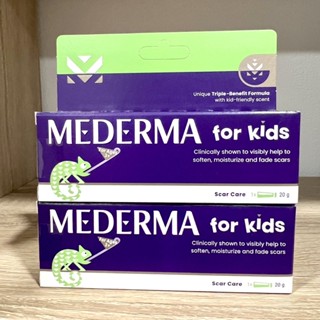 Unique Triple-Benefit Formula
with kid-friendly scent
MEDERMA for kids
Clinically shown to visibly help to
soften, moisturize and fade scars
Scar Care 20 g
MEDERMA for kids
Clinically shown to visibly help to
soften, moisturize and fade scars
Scar Care 20 g